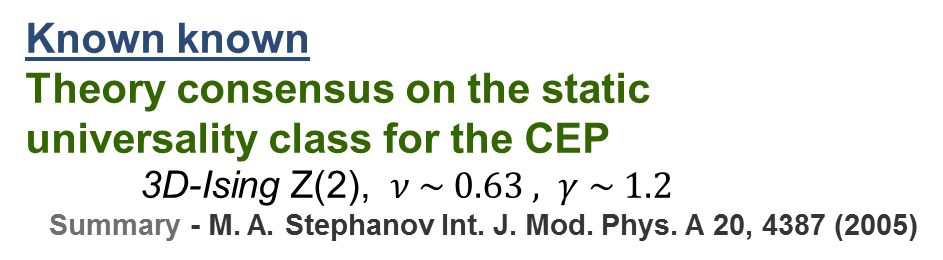 Known known
Theory consensus on the static
universality class for the CEP
3D-Ising Z(2), ν ~ 0.63 , γ ~ 1.2
Summary - M. A. Stephanov Int. J. Mod. Phys. A 20, 4387 (2005)